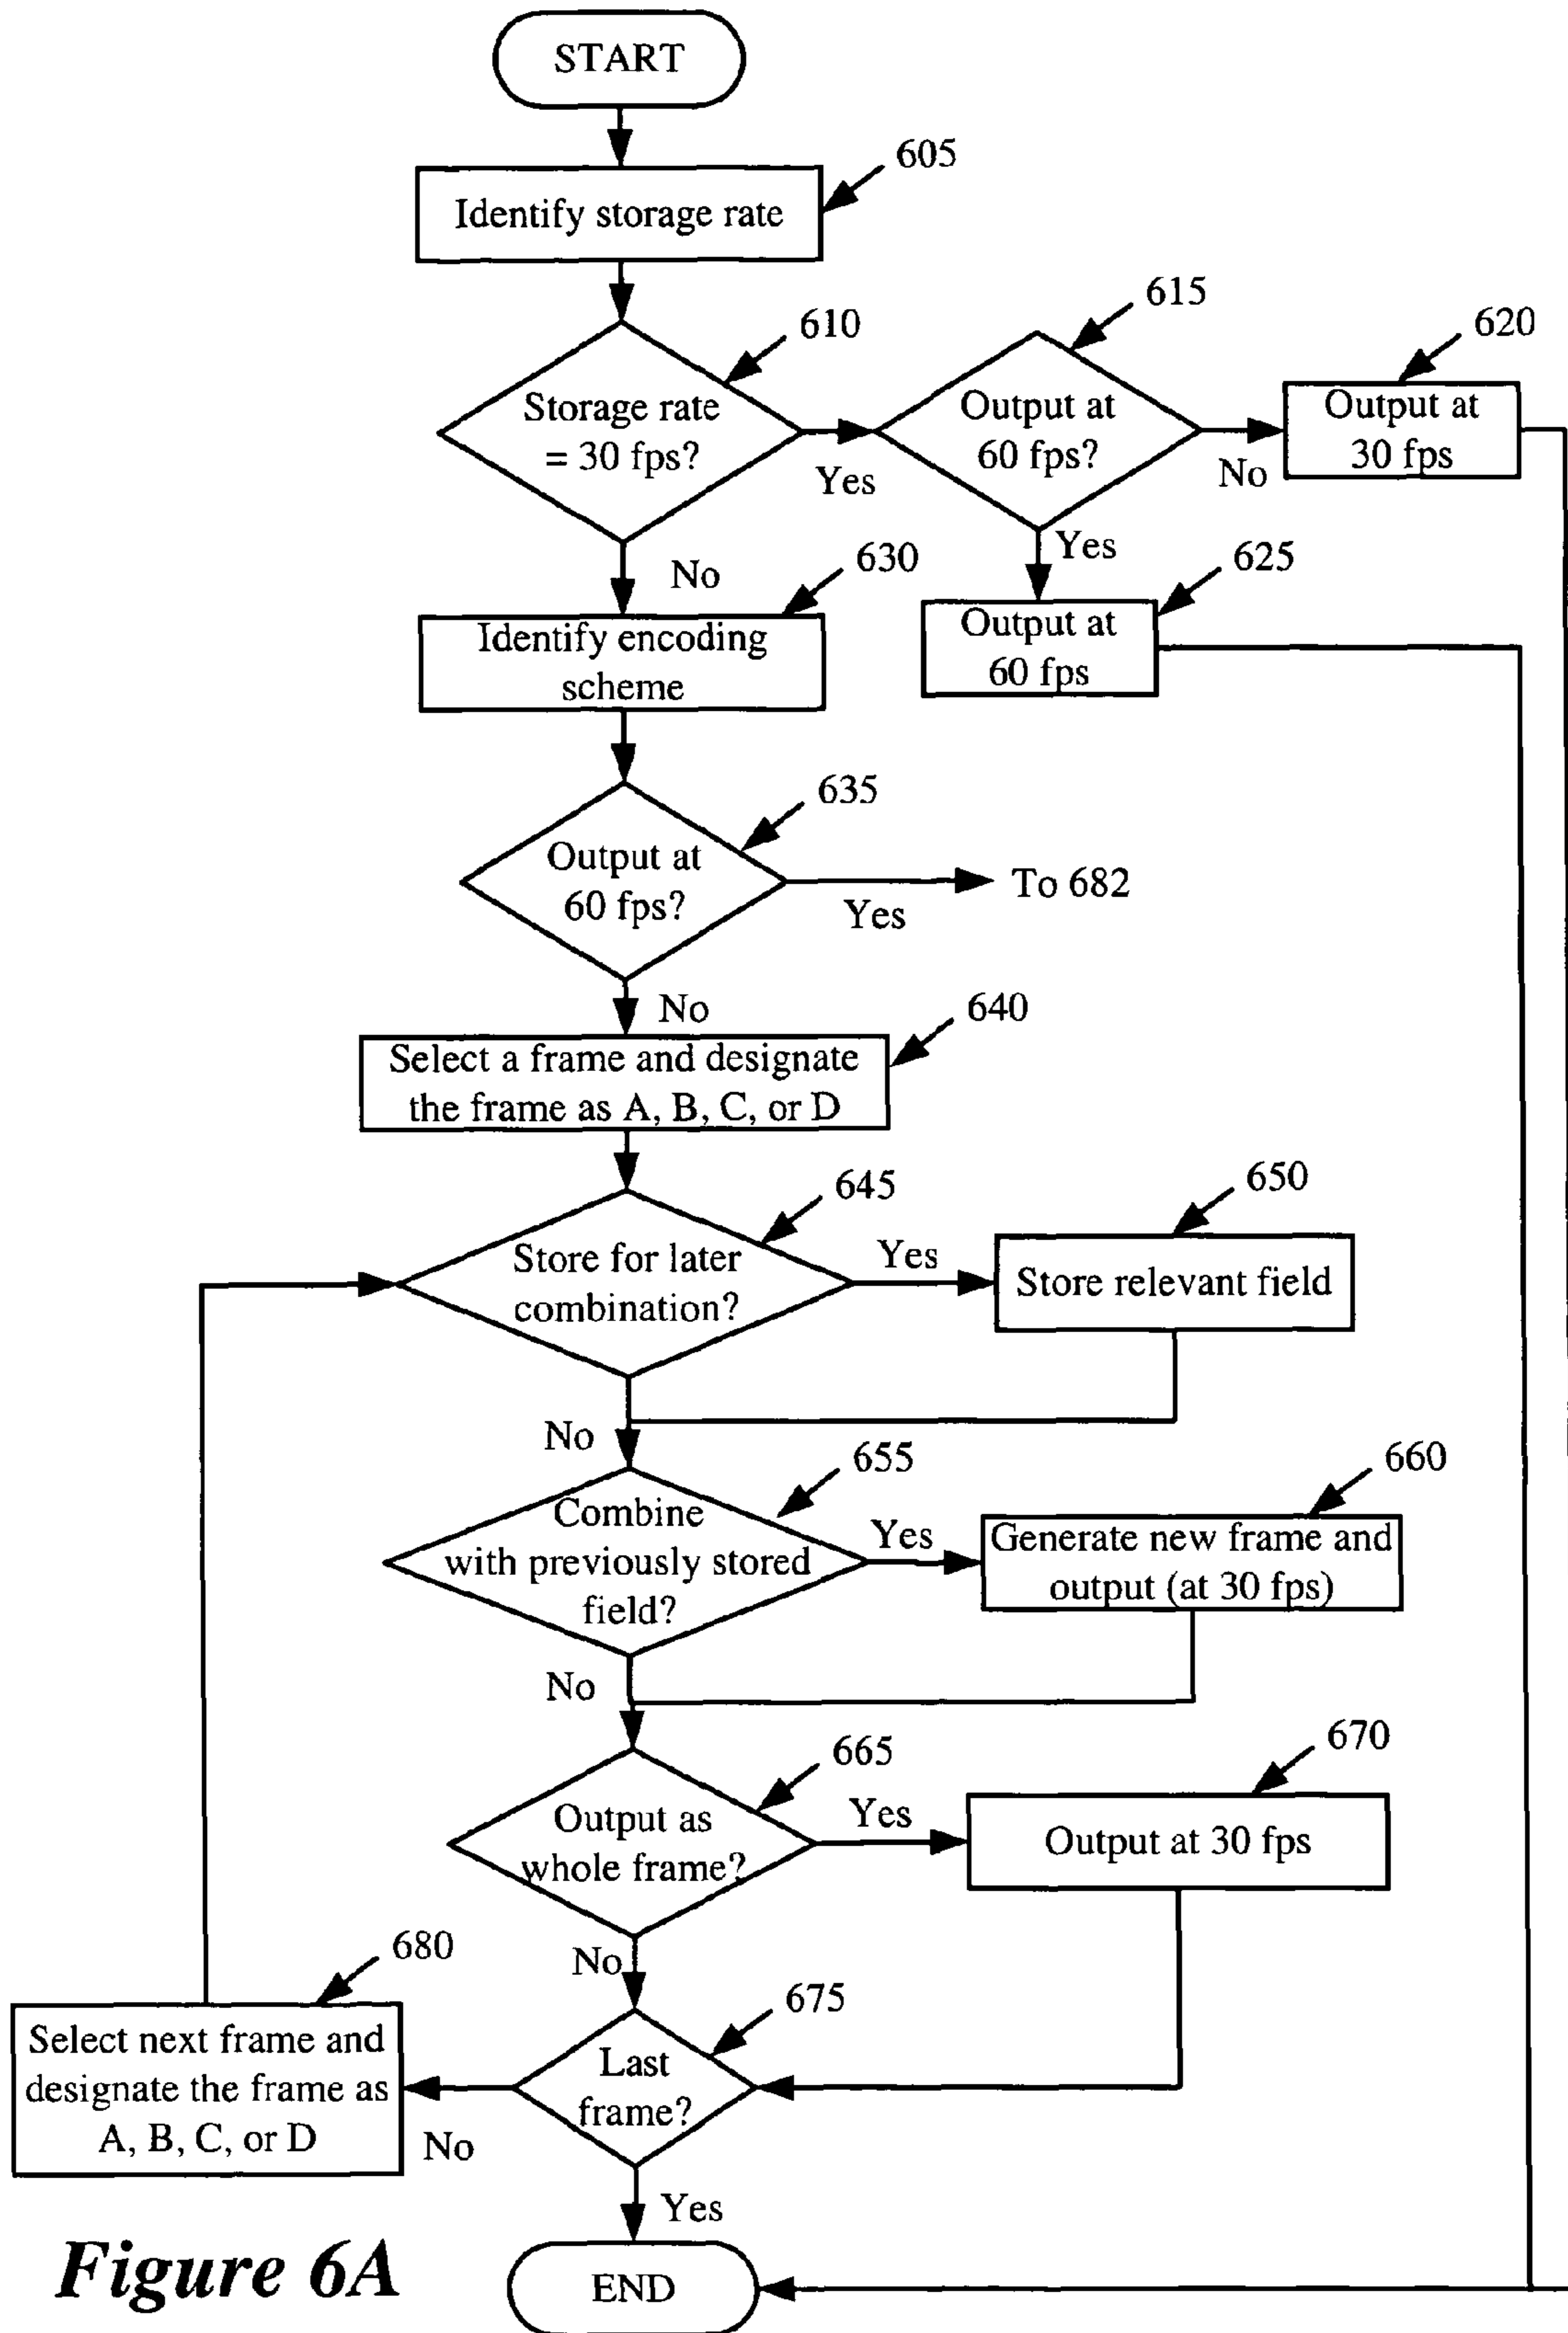 START
605
Identify storage rate
610
615
620
Storage rate
= 30 fps?
Yes
Output at
60 fps?
No
Output at
30 fps
Yes
625
Output at
60 fps
No
630
Identify encoding
scheme
635
Output at
60 fps?
Yes
To 682
No
640
Select a frame and designate
the frame as A, B, C, or D
645
650
Store for later
combination?
Yes
Store relevant field
No
655
660
Combine
with previously stored
field?
Yes
Generate new frame and
output (at 30 fps)
No
665
670
Output as
whole frame?
Yes
Output at 30 fps
No
680
675
Select next frame and
designate the frame as
A, B, C, or D
No
Last
frame?
Yes
Figure 6A
END